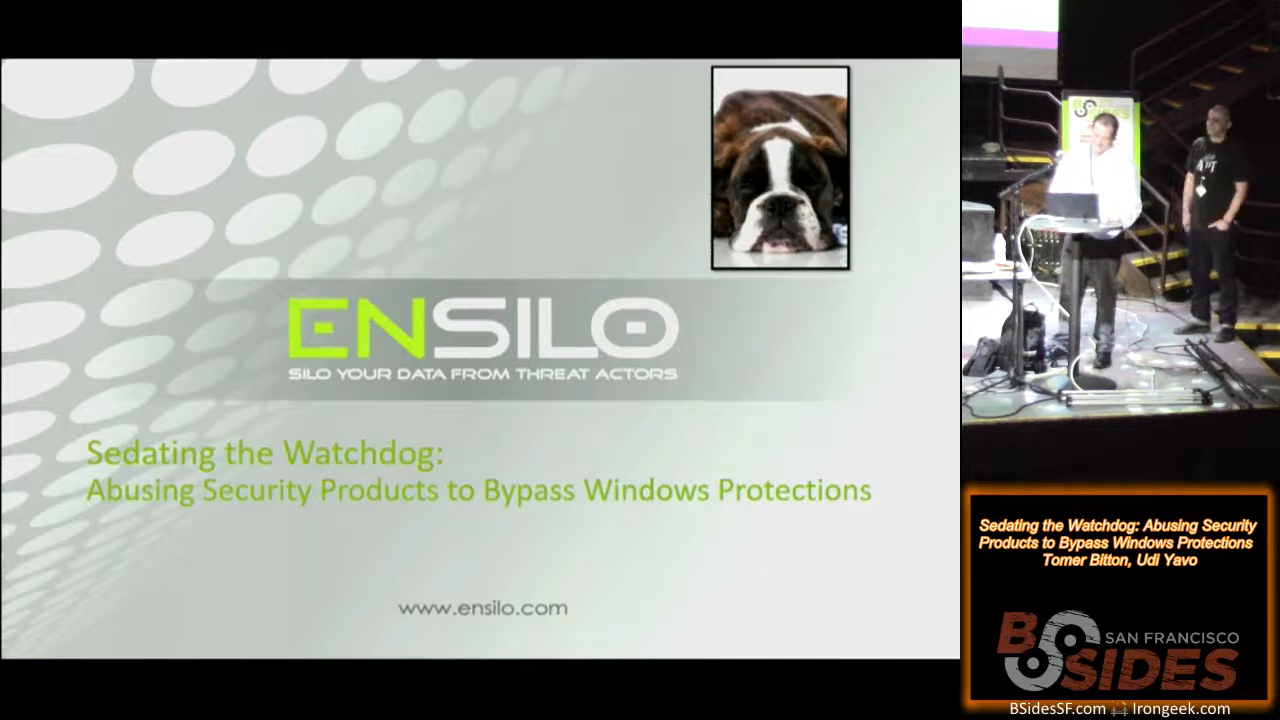 ENSILO
SILO YOUR DATA FROM THREAT ACTORS
Sedating the Watchdog:
Abusing Security Products to Bypass Windows Protections
www.ensilo.com
BSIDES
APT
Sedating the Watchdog: Abusing Security
Products to Bypass Windows Protections
Tomer Bitton, Udi Yavo
BSIDES
SAN FRANCISCO
BSidesSF.com
Irongeek.com